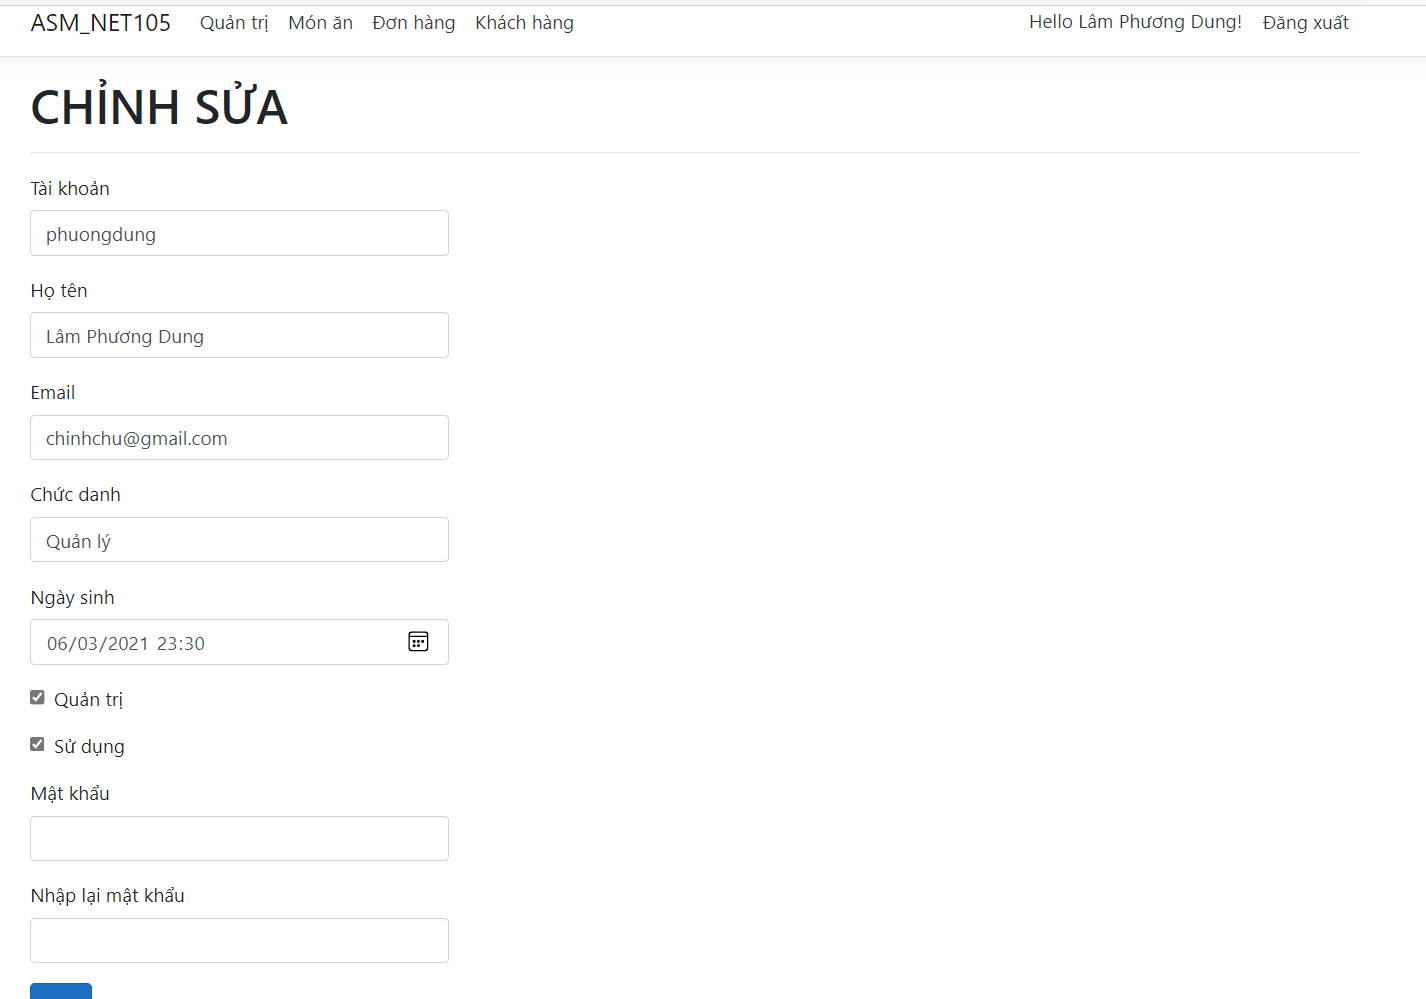 ASM_NET105 Quản trị Món ăn Đơn hàng Khách hàng Hello Lâm Phương Dung! Đăng xuất
CHỈNH SỬA
Tài khoản
phuongdung
Họ tên
Lâm Phương Dung
Email
chinhchu@gmail.com
Chức danh
Quản lý
Ngày sinh
06/03/2021 23:30
Quản trị
Sử dụng
Mật khẩu
Nhập lại mật khẩu